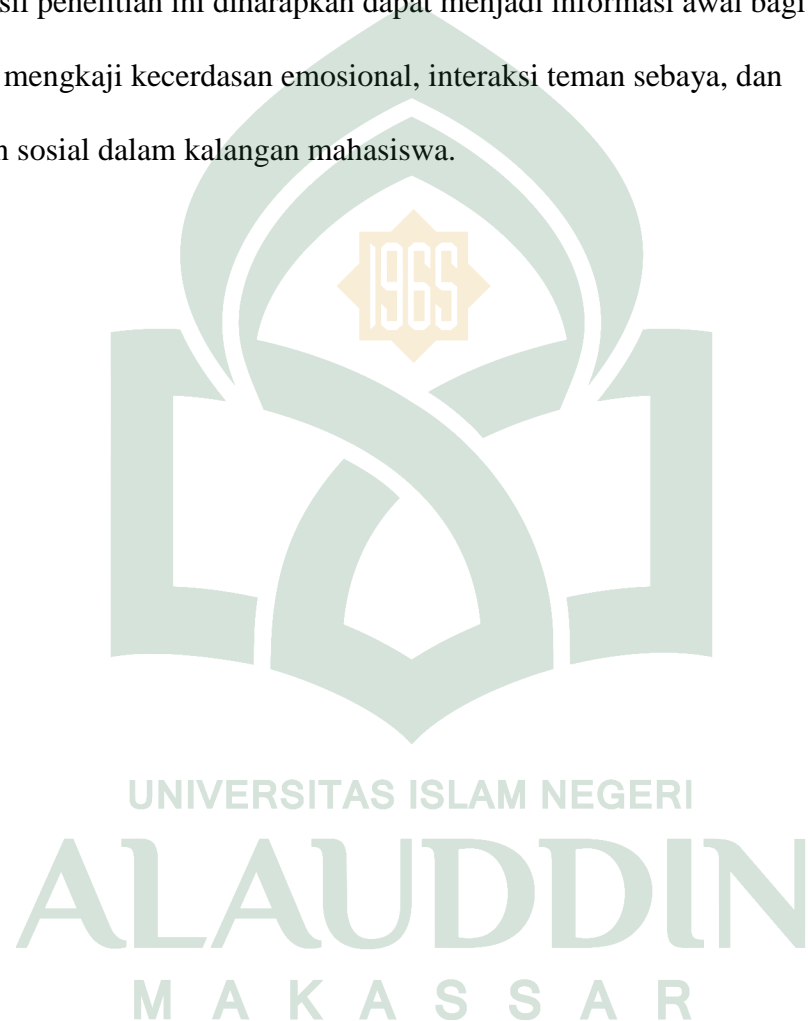 penelitian ini diharapkan dapat menjadi informasi awal bagi
mengkaji kecerdasan emosional, interaksi teman sebaya, dan
sosial dalam kalangan mahasiswa.
1965
UNIVERSITAS ISLAM NEGERI
ALAUDDIN
MAKASSAR